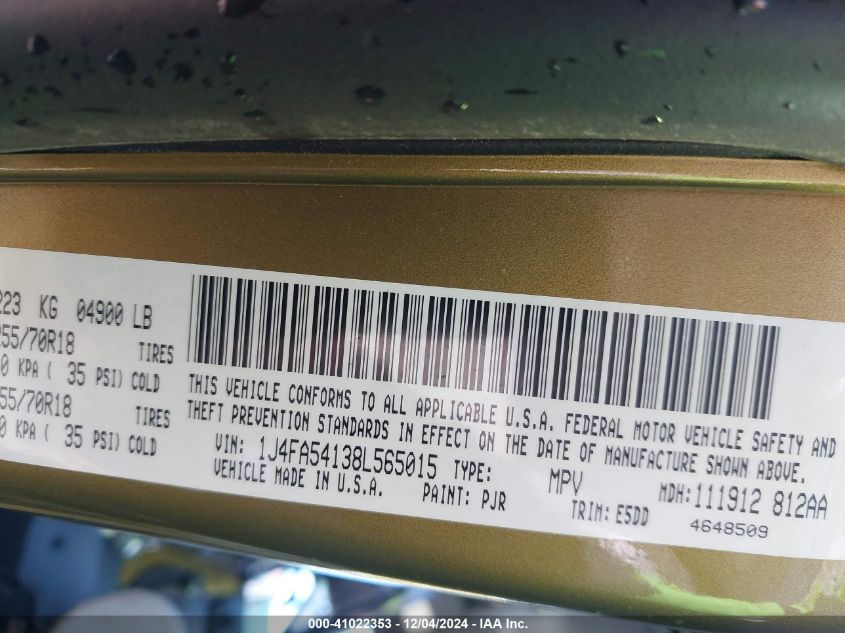 223 KG 04900 LB
255/70R18 TIRES
0 KPA ( 35 PSI) COLD
55/70R18 TIRES
0 KPA ( 35 PSI) COLD
THIS VEHICLE CONFORMS TO ALL APPLICABLE U.S.A. FEDERAL MOTOR VEHICLE SAFETY AND
THEFT PREVENTION STANDARDS IN EFFECT ON THE DATE OF MANUFACTURE SHOWN ABOVE.
VIN: 1J4FA54138L565015 TYPE: MPV MDH: 111912 812AA
VEHICLE MADE IN U.S.A. PAINT: PJR TRIM: E5DD 4648509
000-41022353 - 12/04/2024 - IAAI - Copart Inc.